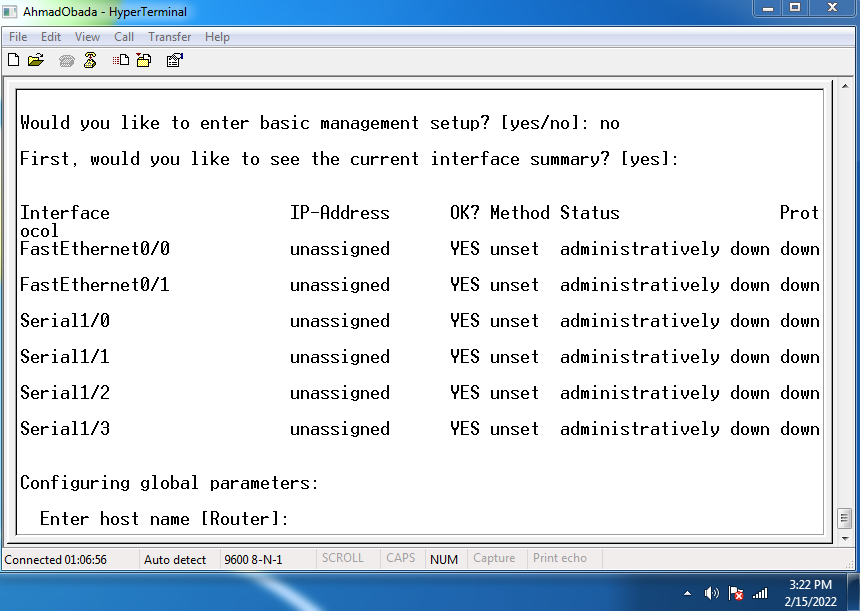 AhmadObada - HyperTerminal
File Edit View Call Transfer Help
Would you like to enter basic management setup? [yes/no]: no
First, would you like to see the current interface summary? [yes]:
Interface IP-Address OK? Method Status Prot
ocol
FastEthernet0/0 unassigned YES unset administratively down down
FastEthernet0/1 unassigned YES unset administratively down down
Serial1/0 unassigned YES unset administratively down down
Serial1/1 unassigned YES unset administratively down down
Serial1/2 unassigned YES unset administratively down down
Serial1/3 unassigned YES unset administratively down down
Configuring global parameters:
Enter host name [Router]:
Connected 01:06:56 Auto detect 9600 8-N-1 SCROLL CAPS NUM Capture Print echo
3:22 PM
2/15/2022